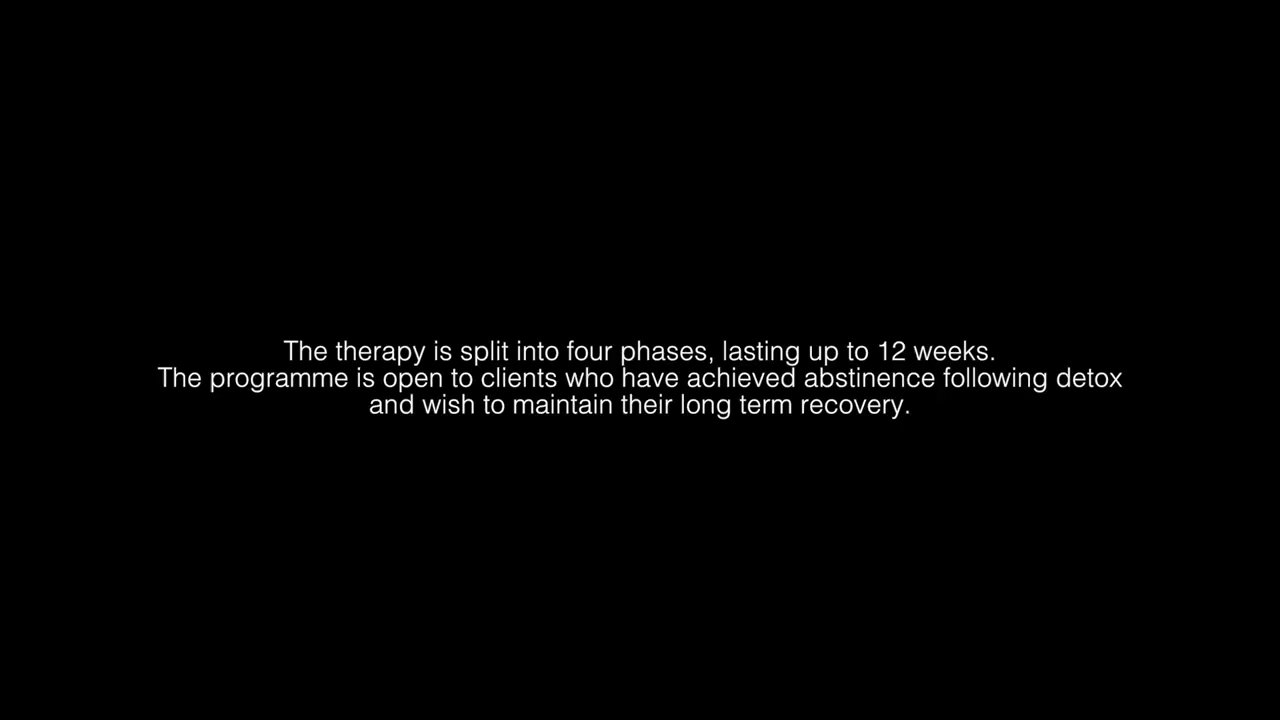 The therapy is split into four phases, lasting up to 12 weeks.
The programme is open to clients who have achieved abstinence following detox
and wish to maintain their long term recovery.